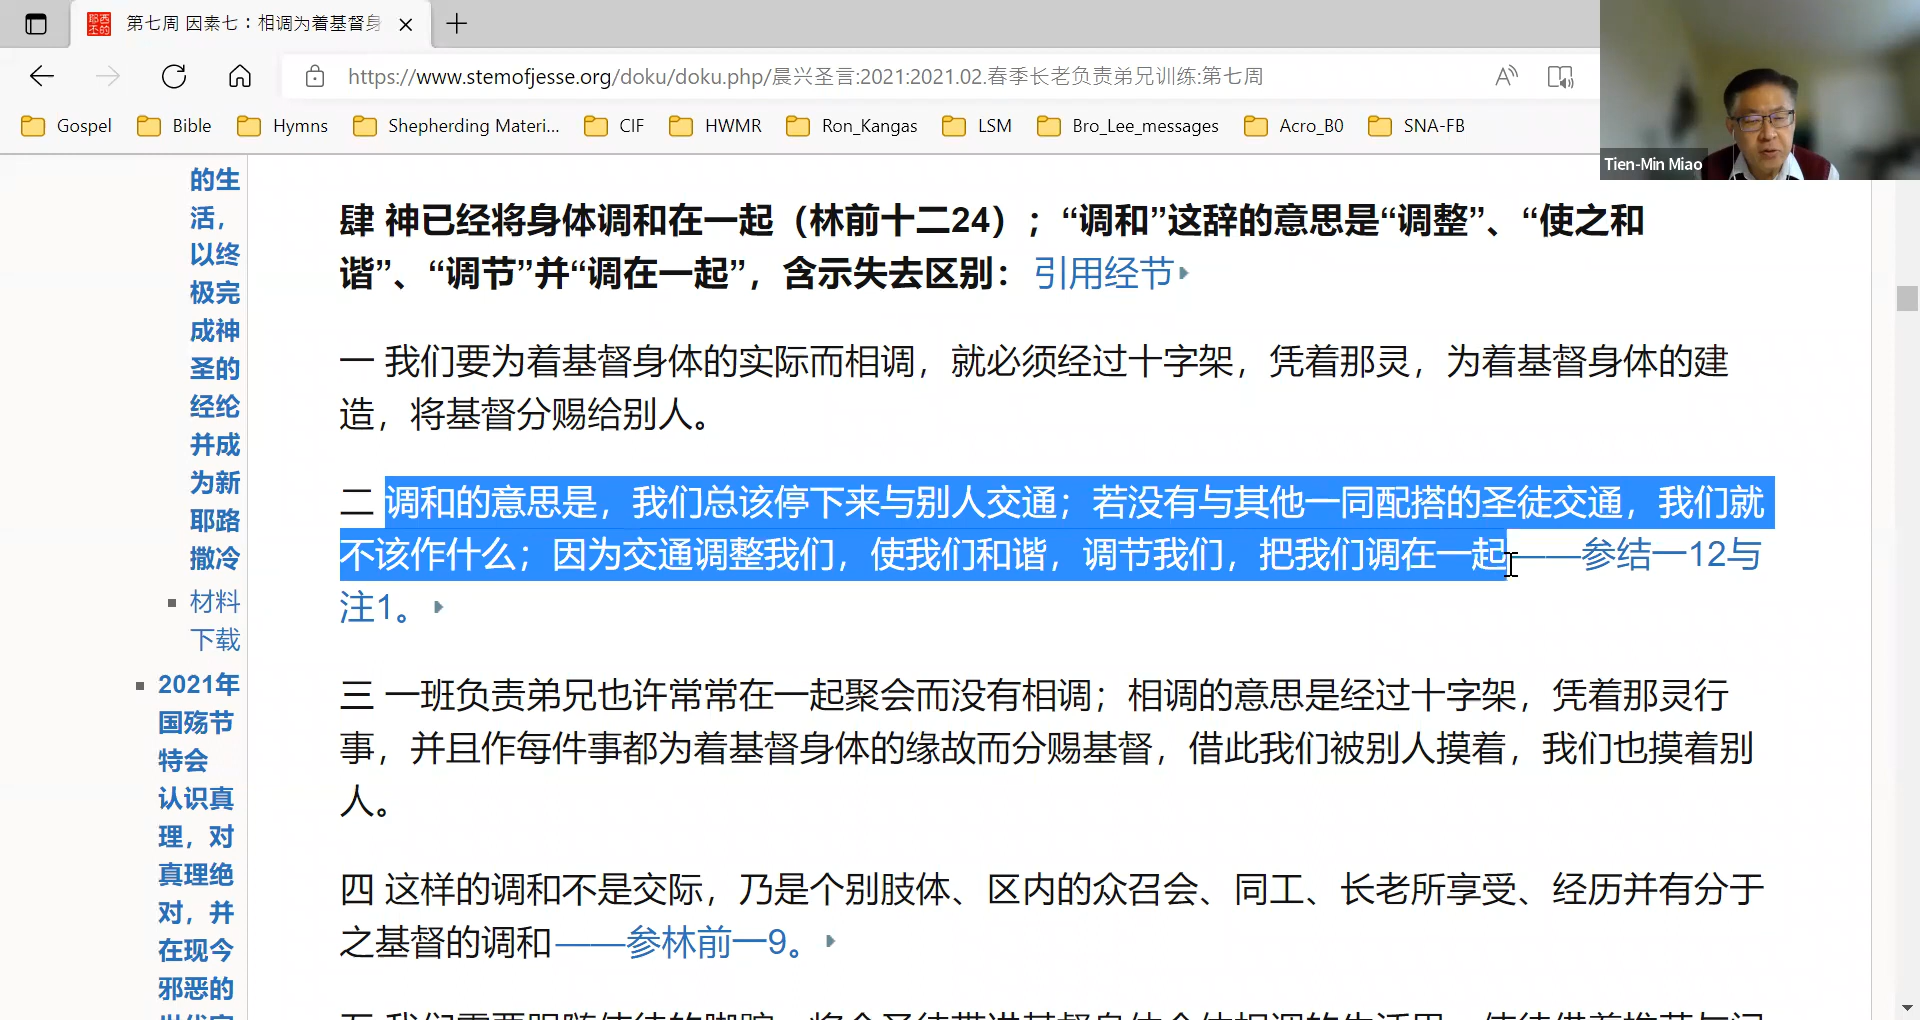 第七周 因素七：相调为着基督身
https://www.stemofjesse.org/doku/doku.php/晨兴圣言:2021:2021.02.春季长老负责弟兄训练:第七周
Gospel Bible Hymns Shepherding Materi... CIF HWMR Ron_Kangas LSM Bro_Lee_messages Acro_B0 SNA-FB
Tien-Min Miao
的生
活，
以终
极完
成神
圣的
经纶
并成
为新
耶路
撒冷
材料
下载
2021年
国殇节
特会
认识真
理，对
真理绝
对，并
在现今
邪恶的
肆 神已经将身体调和在一起（林前十二24）；“调和”这辞的意思是“调整”、“使之和
谐”、“调节”并“调在一起”，含示失去区别： 引用经节
一 我们要为着基督身体的实际而相调，就必须经过十字架，凭着那灵，为着基督身体的建
造，将基督分赐给别人。
二 调和的意思是，我们总该停下来与别人交通；若没有与其他一同配搭的圣徒交通，我们就
不该作什么；因为交通调整我们，使我们和谐，调节我们，把我们调在一起——参结一12与
注1。
三 一班负责弟兄也许常常在一起聚会而没有相调；相调的意思是经过十字架，凭着那灵行
事，并且作每件事都为着基督身体的缘故而分赐基督，借此我们被别人摸着，我们也摸着别
人。
四 这样的调和不是交际，乃是个别肢体、区内的众召会、同工、长老所享受、经历并有分于
之基督的调和——参林前一9。